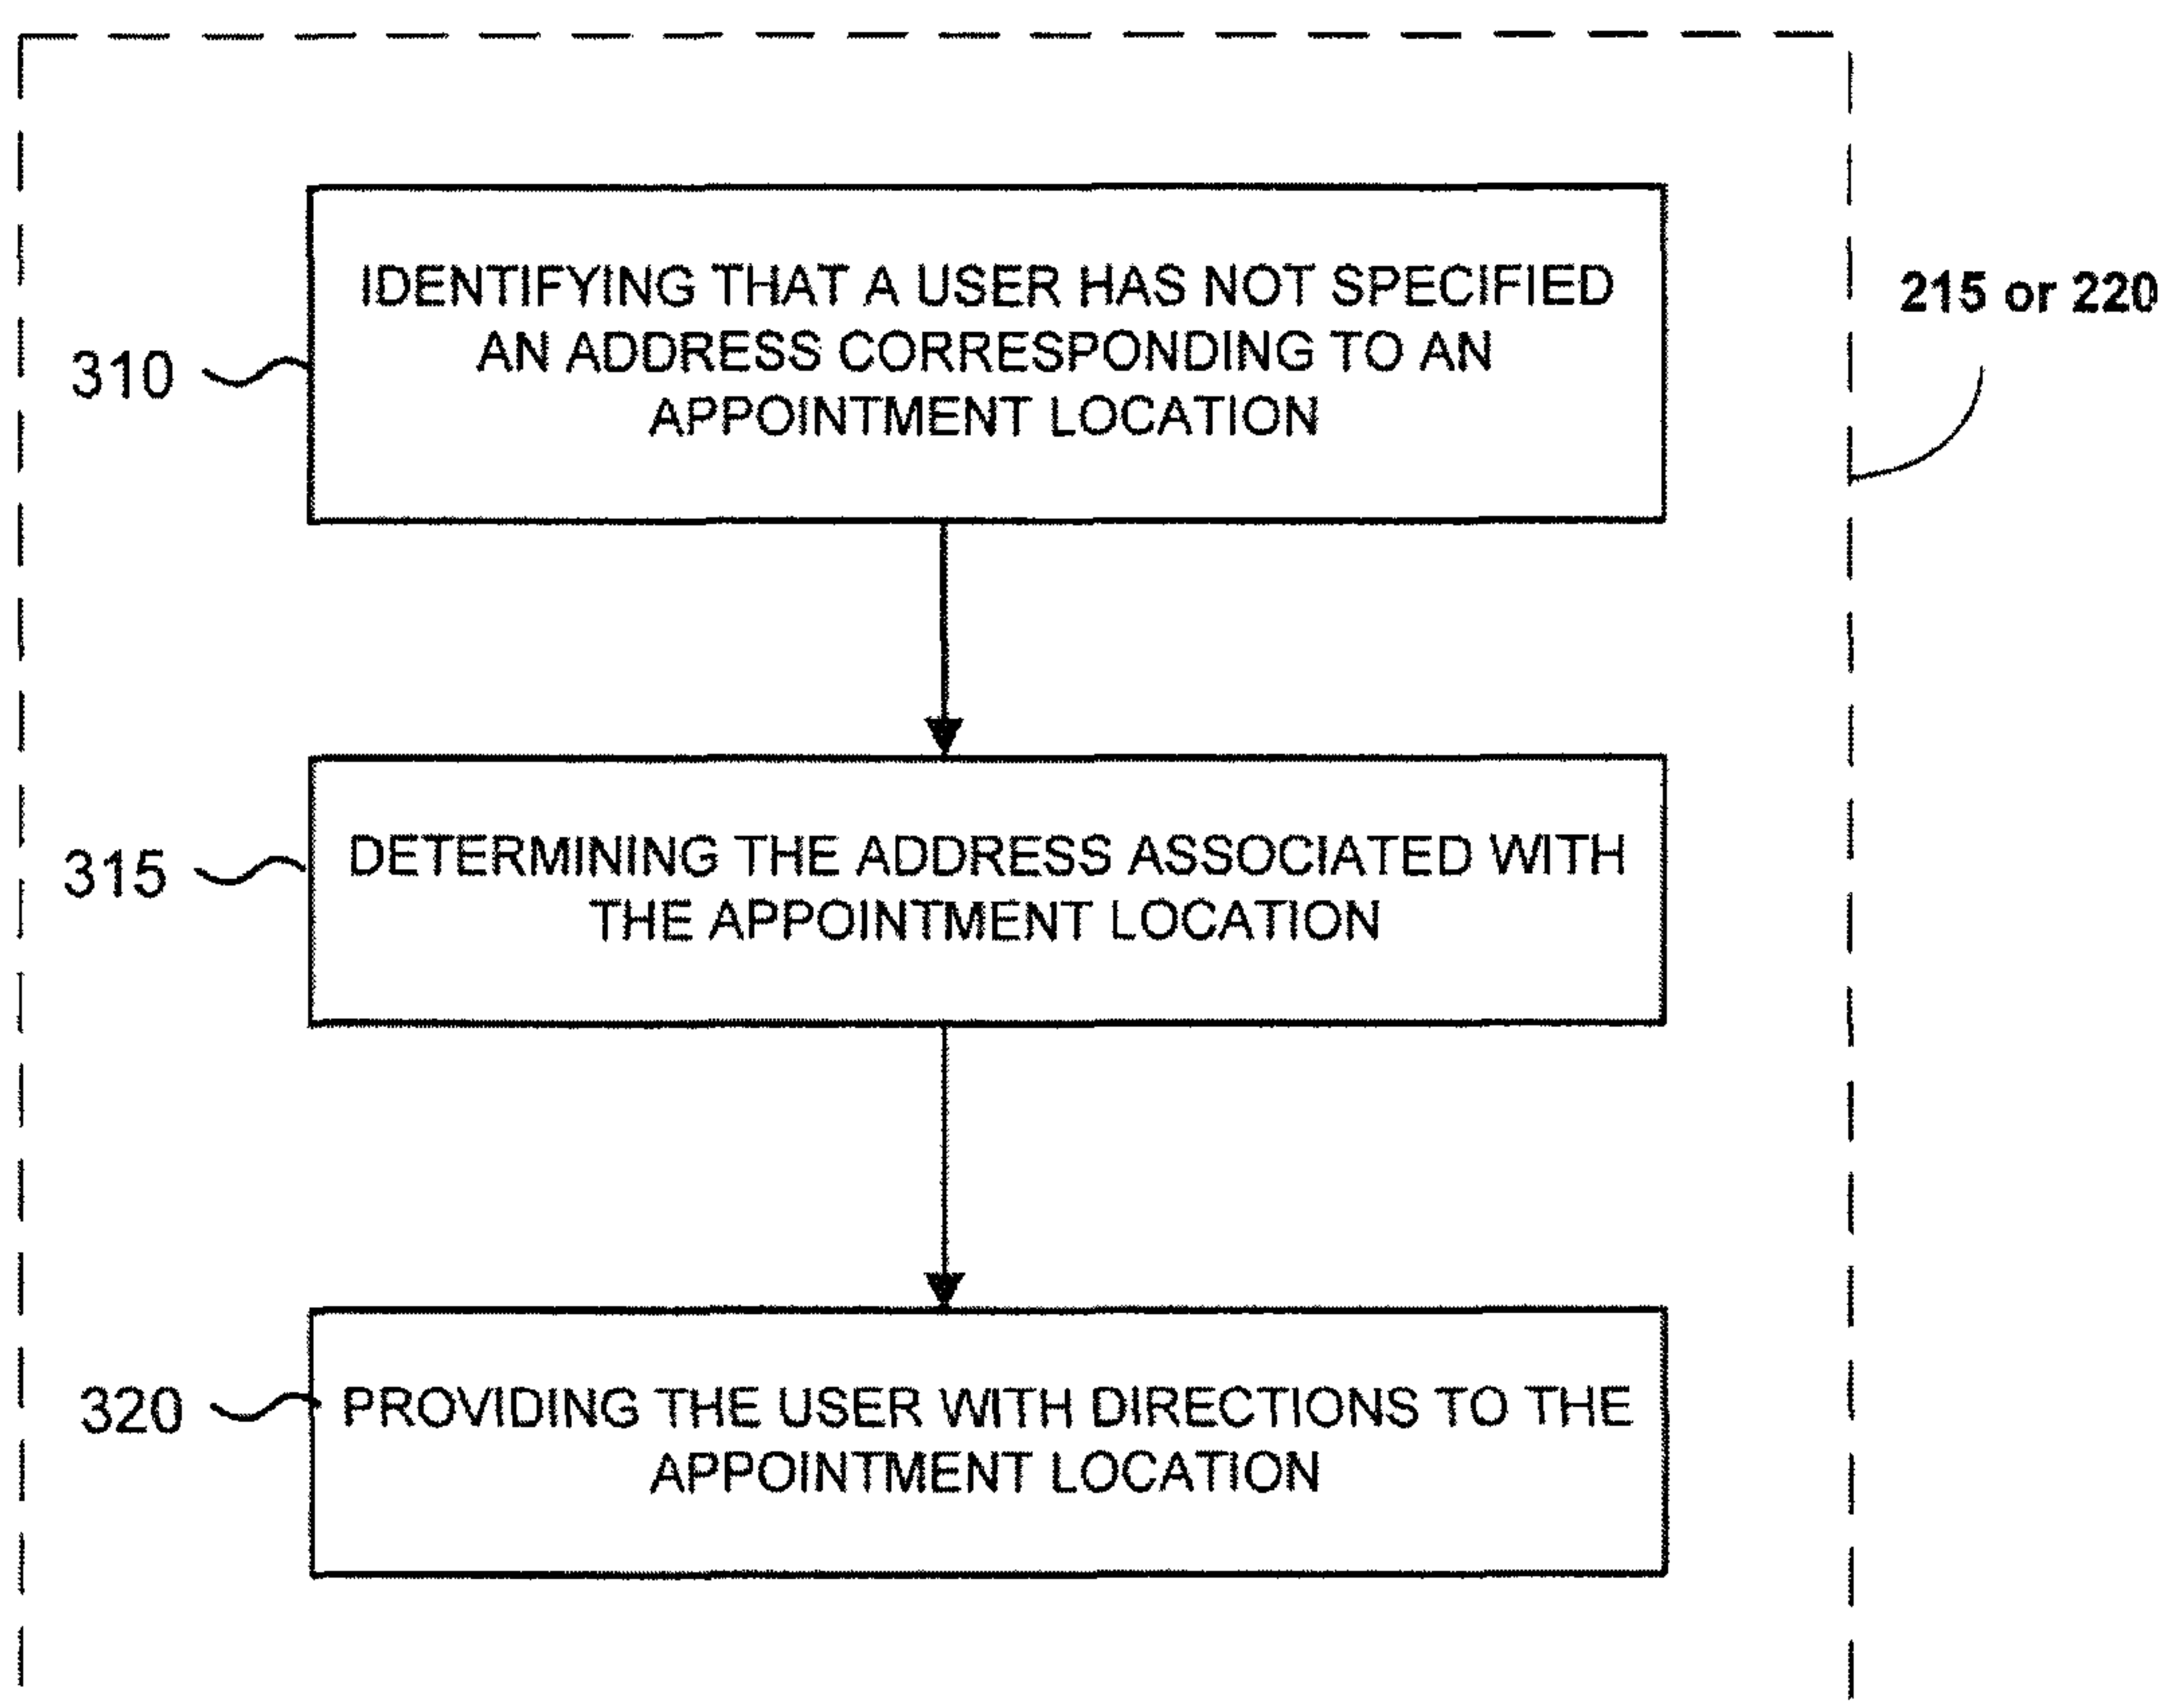 IDENTIFYING THAT A USER HAS NOT SPECIFIED
AN ADDRESS CORRESPONDING TO AN
APPOINTMENT LOCATION
310
215 or 220
DETERMINING THE ADDRESS ASSOCIATED WITH
THE APPOINTMENT LOCATION
315
PROVIDING THE USER WITH DIRECTIONS TO THE
APPOINTMENT LOCATION
320